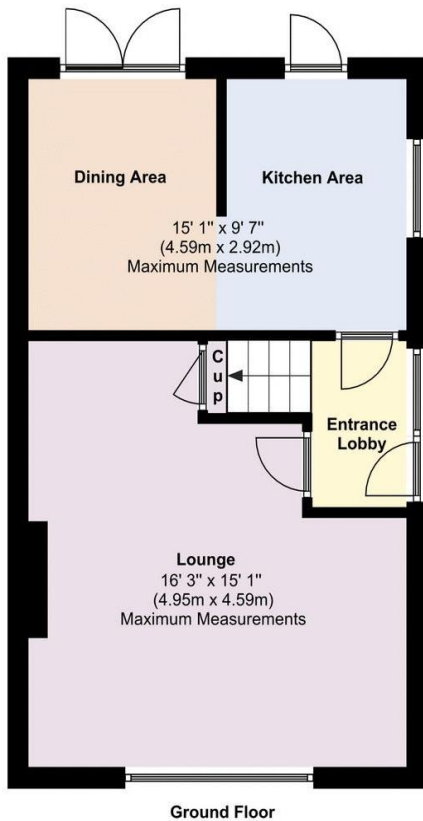 Dining Area
Kitchen Area
15' 1" x 9' 7"
(4.59m x 2.92m)
Maximum Measurements
C
u
p
Entrance
Lobby
Lounge
16' 3" x 15' 1"
(4.95m x 4.59m)
Maximum Measurements
Ground Floor